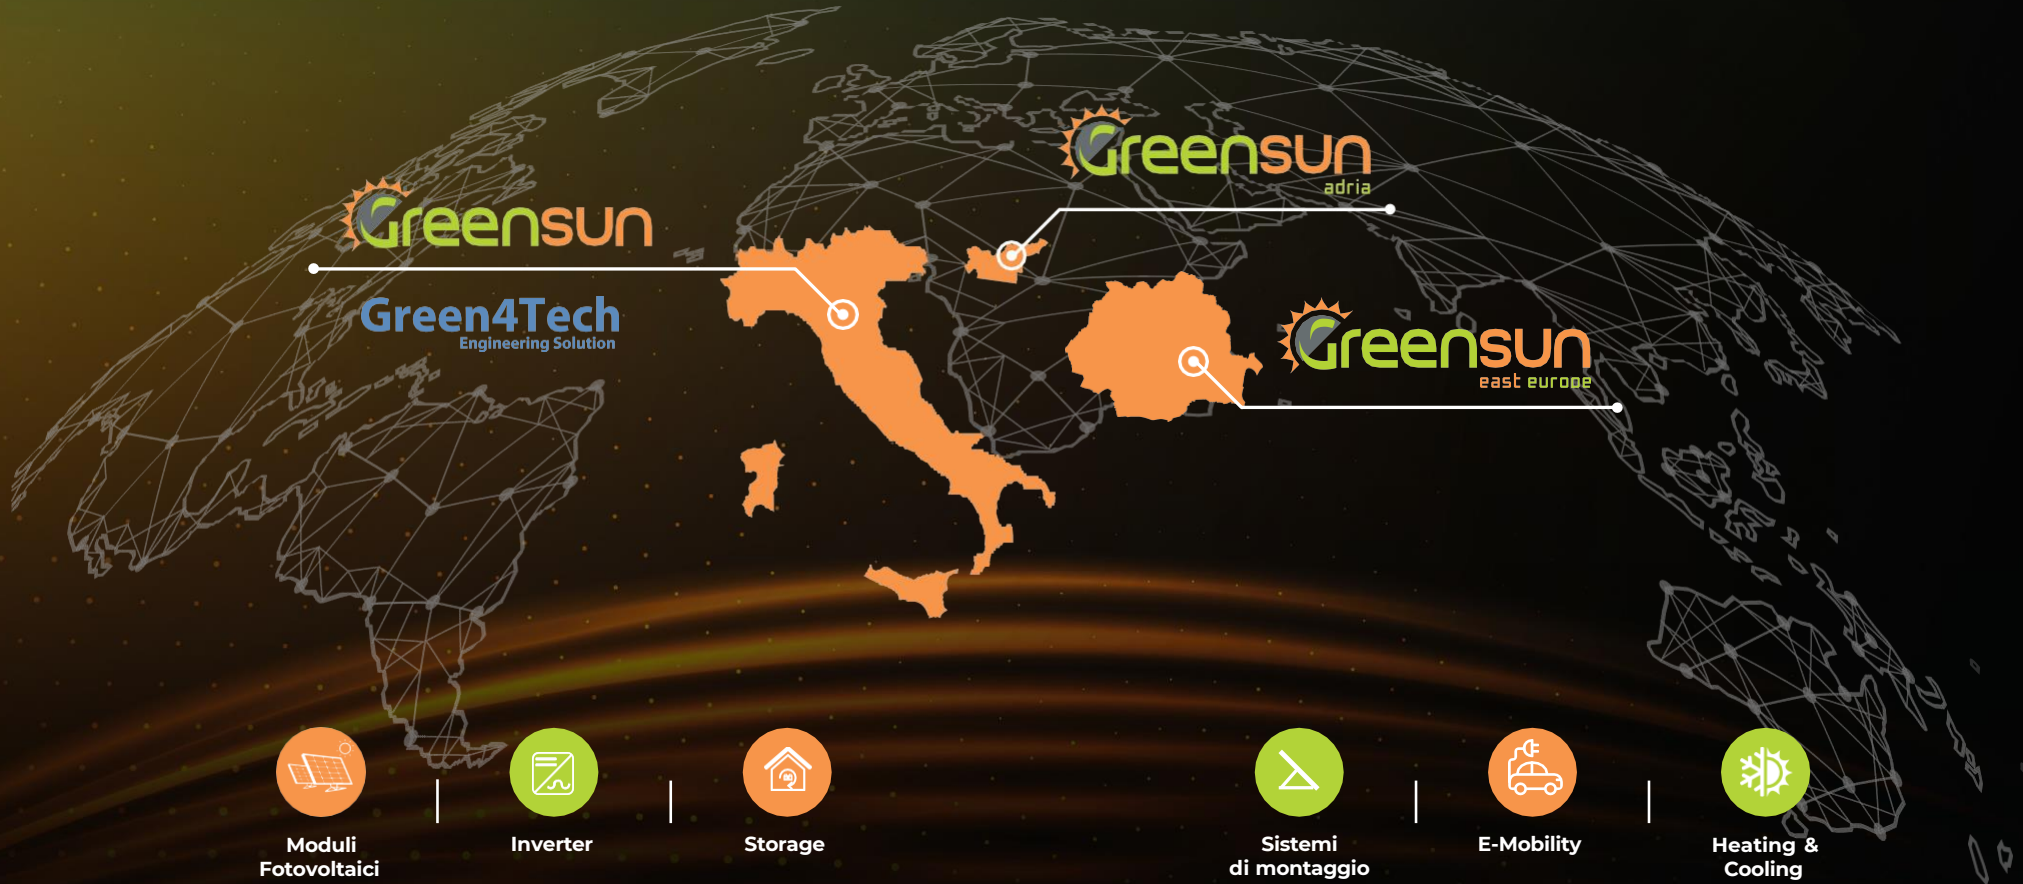 Greensun
adria
Greensun
Green4Tech
Engineering Solution
Greensun
east europe
Moduli
Fotovoltaici
Inverter
Storage
Sistemi
di montaggio
E-Mobility
Heating &
Cooling